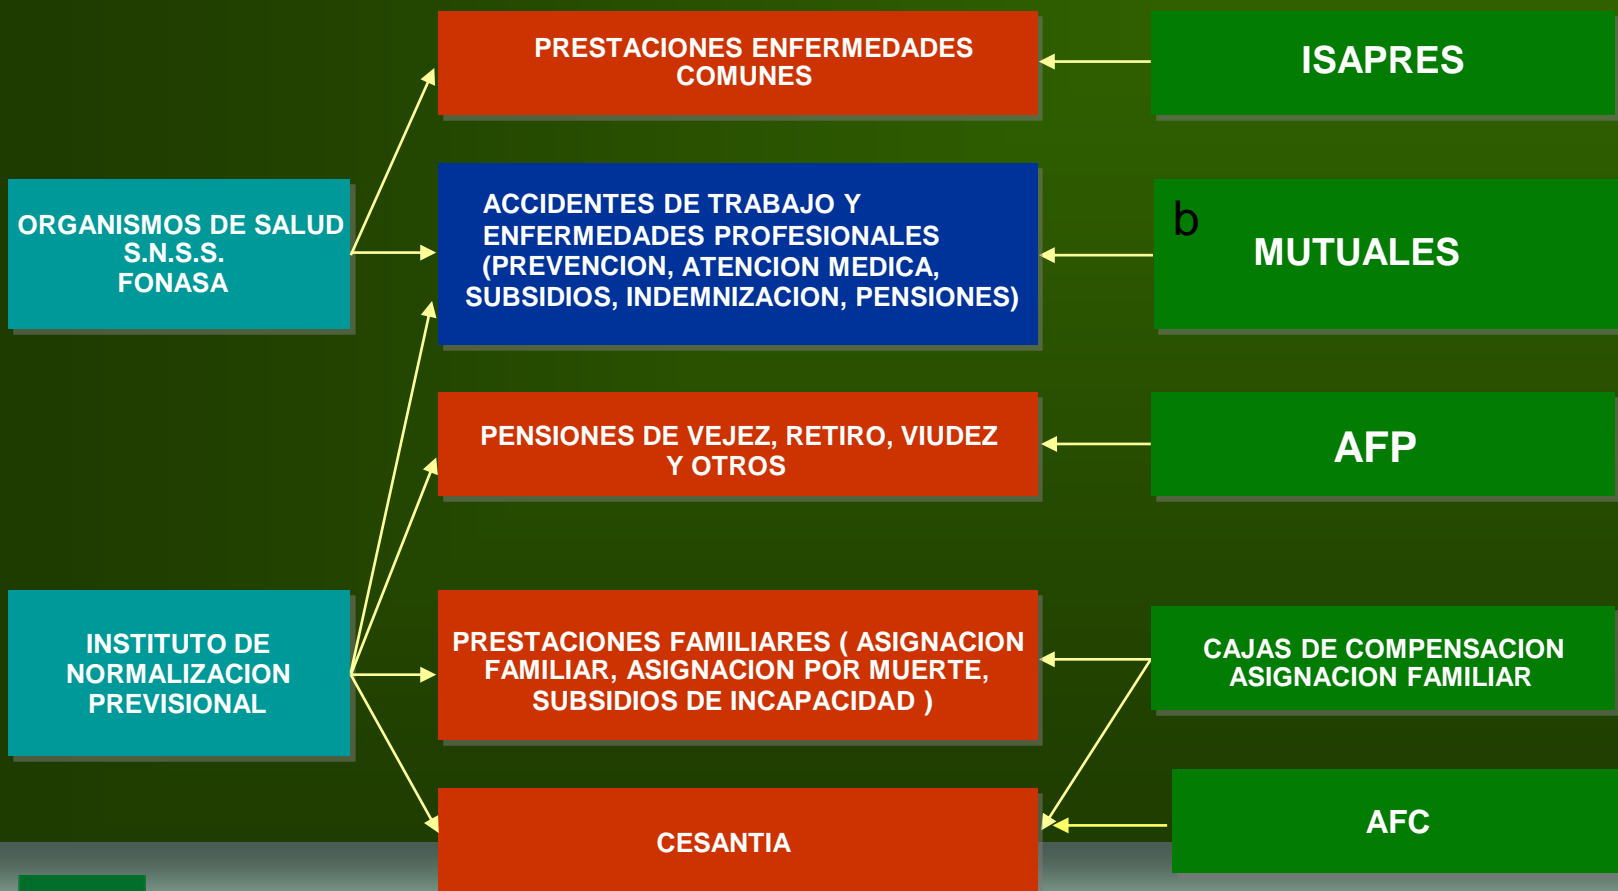 PRESTACIONES ENFERMEDADES
COMUNES
ISAPRES
ORGANISMOS DE SALUD
S.N.S.S.
FONASA
ACCIDENTES DE TRABAJO Y
ENFERMEDADES PROFESIONALES
(PREVENCION, ATENCION MEDICA,
SUBSIDIOS, INDEMNIZACION, PENSIONES)
b
MUTUALES
PENSIONES DE VEJEZ, RETIRO, VIUDEZ
Y OTROS
AFP
INSTITUTO DE
NORMALIZACION
PREVISIONAL
PRESTACIONES FAMILIARES ( ASIGNACION
FAMILIAR, ASIGNACION POR MUERTE,
SUBSIDIOS DE INCAPACIDAD )
CAJAS DE COMPENSACION
ASIGNACION FAMILIAR
CESANTIA
AFC